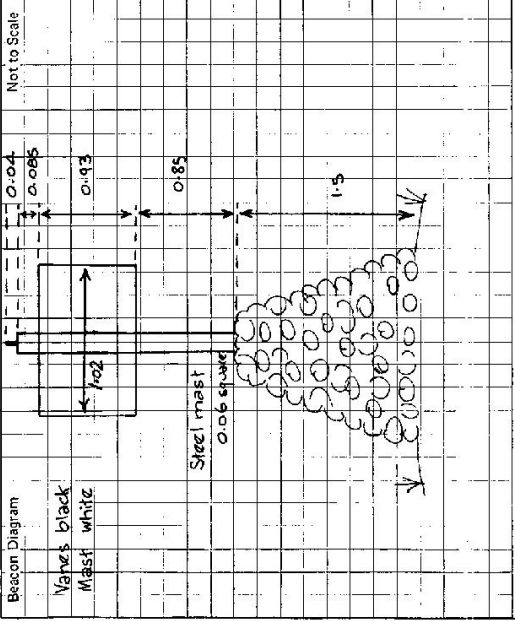 Beacon Diagram
Not to Scale
Vanes black
Mast white
0.04
0.085
0.93
1.02
0.85
Steel mast
0.06 square
1.5